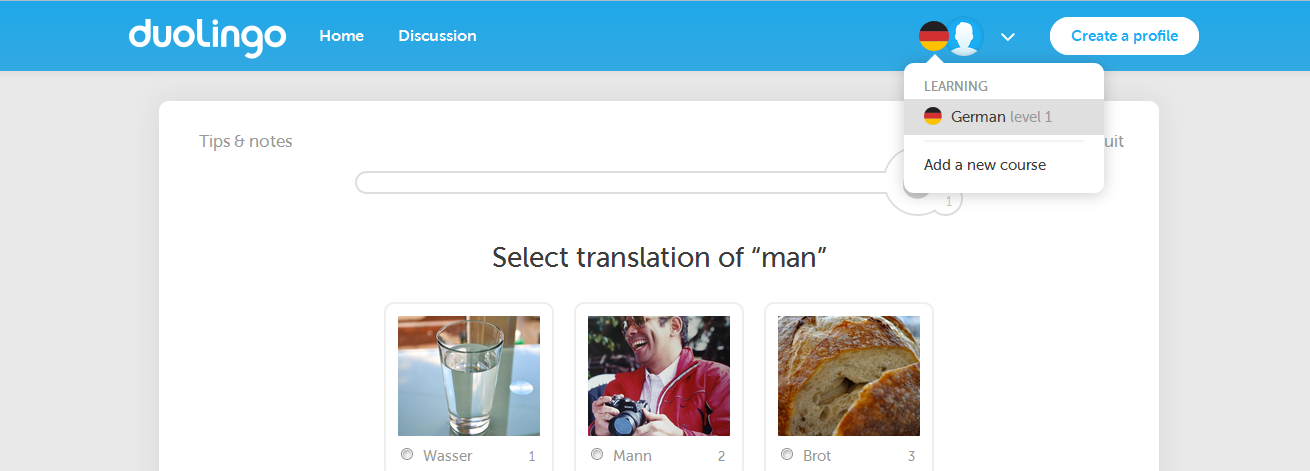 duolingo Home Discussion Create a profile
LEARNING
German level 1
Tips & notes uit
Add a new course
1
Select translation of “man”
Wasser 1 Mann 2 Brot 3